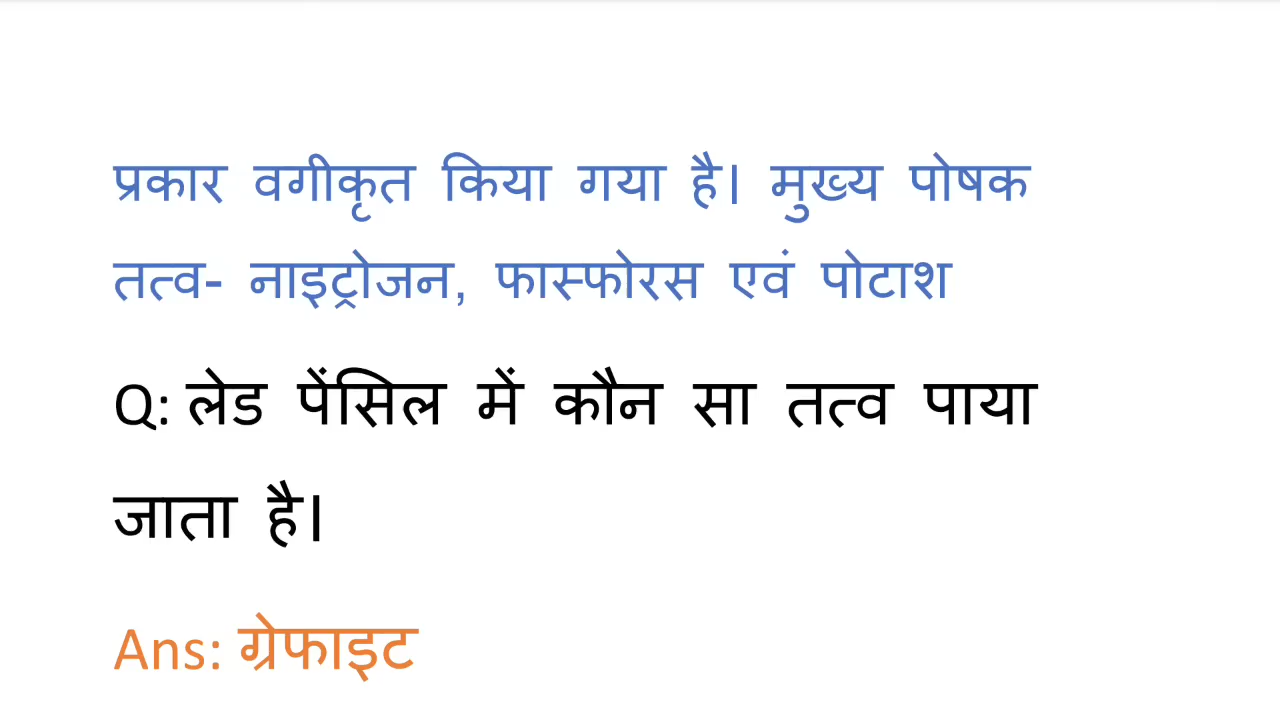 प्रकार वगीकृत किया गया है। मुख्य पोषक
तत्व- नाइट्रोजन, फास्फोरस एवं पोटाश
Q: लेड पेंसिल में कौन सा तत्व पाया
जाता है।
Ans: ग्रेफाइट